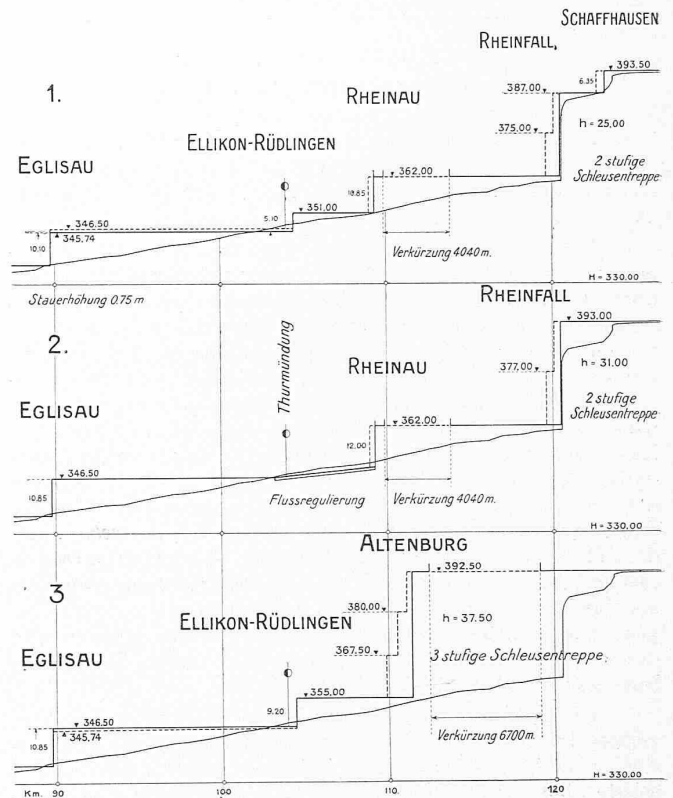 SCHAFFHAUSEN
RHEINFALL,
6.35
393.50
1.
387.00
RHEINAU
h = 25,00
375.00
ELLIKON-RÜDLINGEN
EGLISAU
2 stufige
Schleusentreppe
10.85
362.00
351.00
346.50
5.10
345.74
10.10
Verkürzung 4040 m.
H = 330.00
Stauerhöhung 0.75 m
RHEINFALL
393.00
2.
Thurmündung
RHEINAU
h = 31.00
377.00
2 stufige
Schleusentreppe
EGLISAU
362.00
12.00
346.50
10.85
Flussregulierung
Verkürzung 4040 m.
H = 330.00
ALTENBURG
392.50
3
380,00
ELLIKON-RÜDLINGEN
h = 37.50
EGLISAU
367.50
3 stufige Schleusentreppe,
355,00
9.20
346.50
345.74
10.85
Verkürzung 6700 m.
H = 330.00
Km. 90 100 110. 120